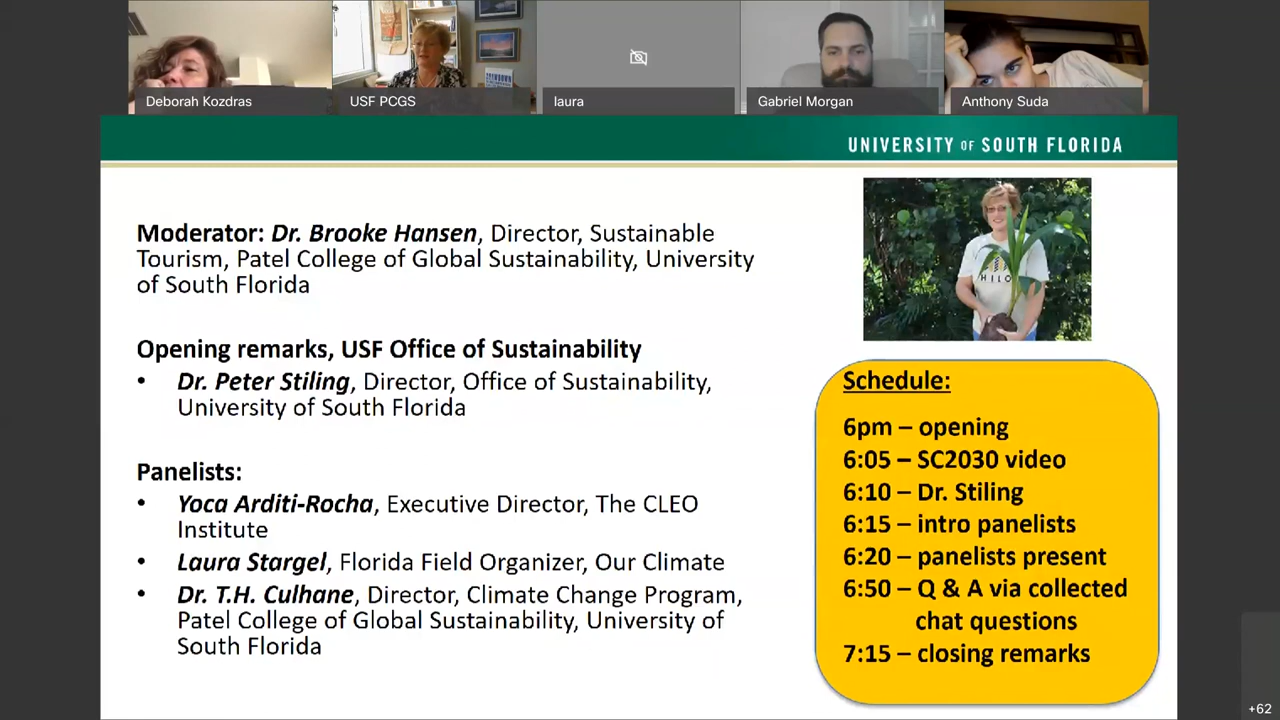 Deborah Kozdras
USF PCGS
laura
Gabriel Morgan
Anthony Suda
UNIVERSITY OF SOUTH FLORIDA
Moderator: Dr. Brooke Hansen, Director, Sustainable
Tourism, Patel College of Global Sustainability, University
of South Florida
Opening remarks, USF Office of Sustainability
• Dr. Peter Stiling, Director, Office of Sustainability,
University of South Florida
Panelists:
• Yoca Arditi-Rocha, Executive Director, The CLEO
Institute
• Laura Stargel, Florida Field Organizer, Our Climate
• Dr. T.H. Culhane, Director, Climate Change Program,
Patel College of Global Sustainability, University of
South Florida
HILO
Schedule:
6pm – opening
6:05 – SC2030 video
6:10 – Dr. Stiling
6:15 – intro panelists
6:20 – panelists present
6:50 – Q & A via collected
chat questions
7:15 – closing remarks
+62